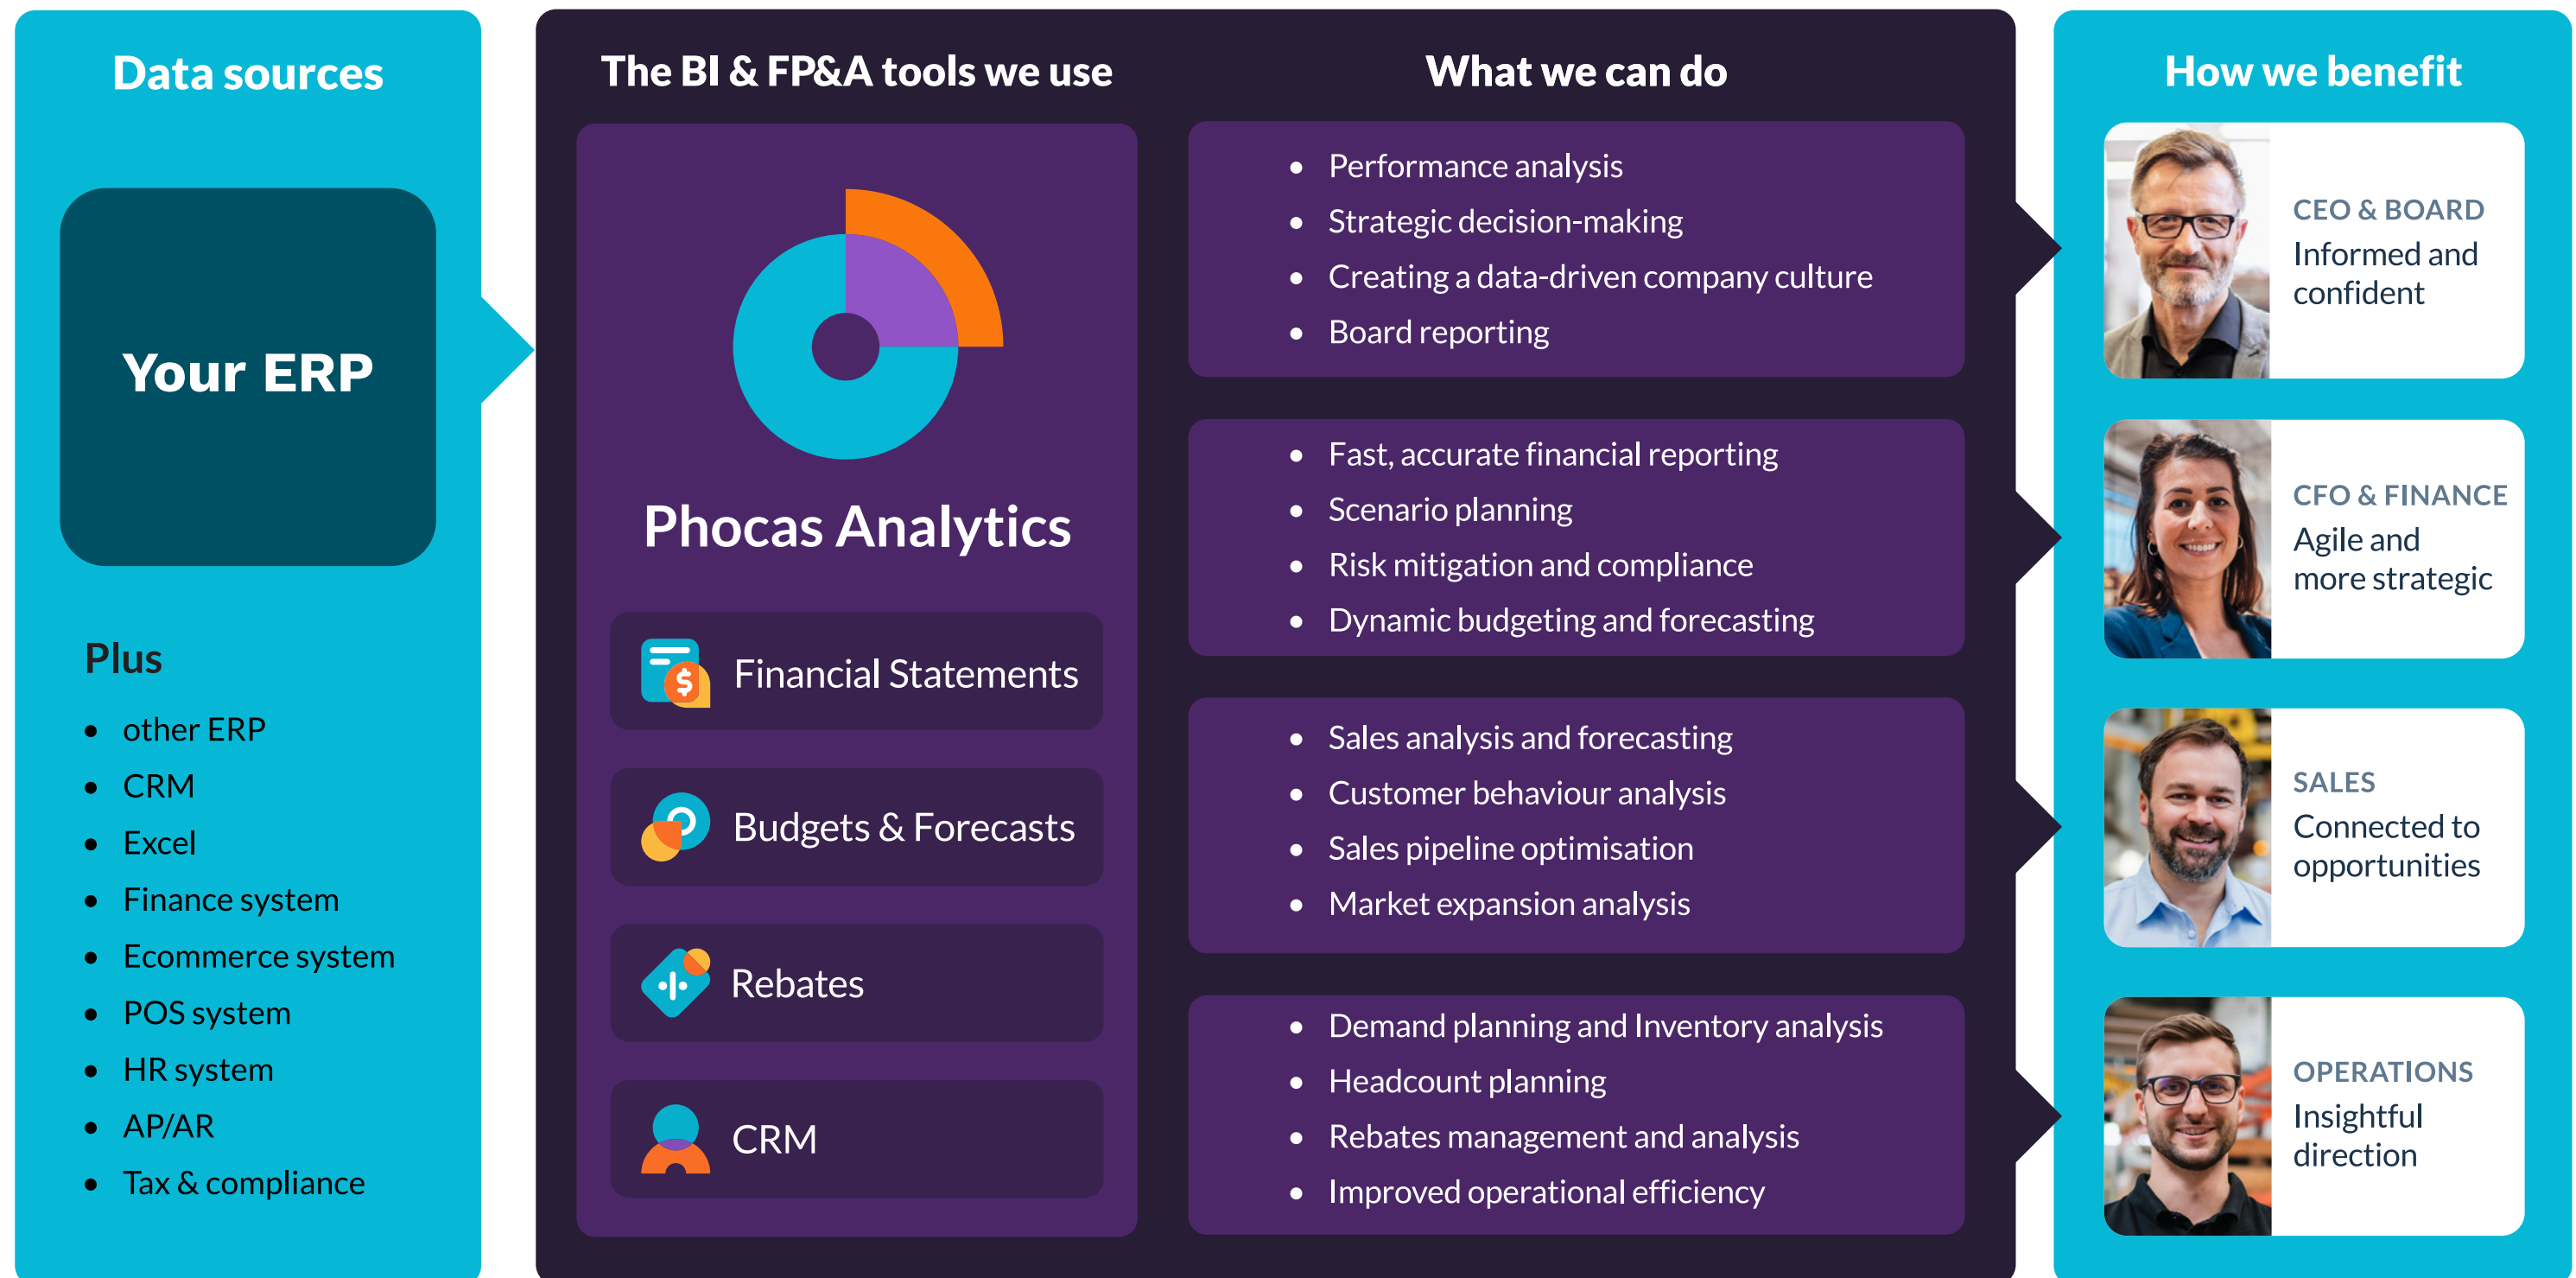 Data sources
Your ERP
Plus
other ERP
CRM
Excel
Finance system
Ecommerce system
POS system
HR system
AP/AR
Tax & compliance
The BI & FP&A tools we use
Phocas Analytics
Financial Statements
Budgets & Forecasts
Rebates
CRM
What we can do
Performance analysis
Strategic decision-making
Creating a data-driven company culture
Board reporting
Fast, accurate financial reporting
Scenario planning
Risk mitigation and compliance
Dynamic budgeting and forecasting
Sales analysis and forecasting
Customer behaviour analysis
Sales pipeline optimisation
Market expansion analysis
Demand planning and Inventory analysis
Headcount planning
Rebates management and analysis
Improved operational efficiency
How we benefit
CEO & BOARD
Informed and
confident
CFO & FINANCE
Agile and
more strategic
SALES
Connected to
opportunities
OPERATIONS
Insightful
direction